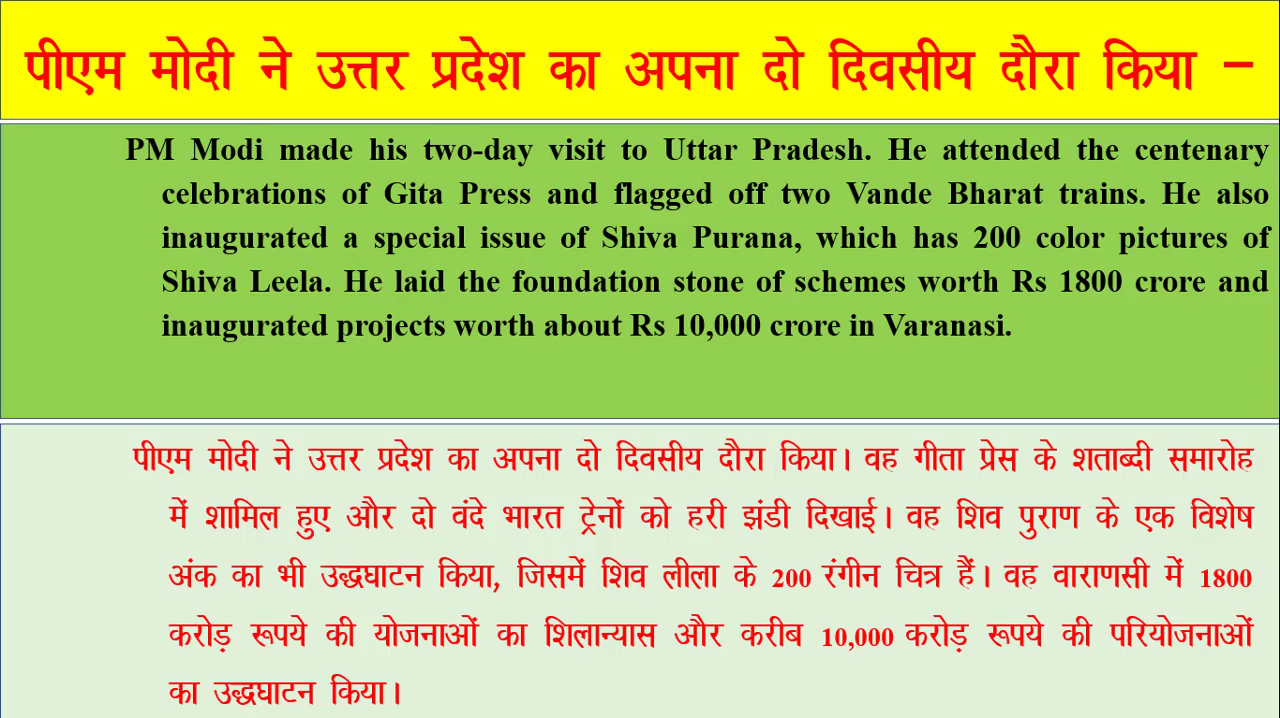 पीएम मोदी ने उत्तर प्रदेश का अपना दो दिवसीय दौरा किया –
PM Modi made his two-day visit to Uttar Pradesh. He attended the centenary
celebrations of Gita Press and flagged off two Vande Bharat trains. He also
inaugurated a special issue of Shiva Purana, which has 200 color pictures of
Shiva Leela. He laid the foundation stone of schemes worth Rs 1800 crore and
inaugurated projects worth about Rs 10,000 crore in Varanasi.
पीएम मोदी ने उत्तर प्रदेश का अपना दो दिवसीय दौरा किया। वह गीता प्रेस के शताब्दी समारोह
में शामिल हुए और दो वंदे भारत ट्रेनों को हरी झंडी दिखाई। वह शिव पुराण के एक विशेष
अंक का भी उद्धघाटन किया, जिसमें शिव लीला के 200 रंगीन चित्र हैं। वह वाराणसी में 1800
करोड़ रूपये की योजनाओं का शिलान्यास और करीब 10,000 करोड़ रूपये की परियोजनाओं
का उद्धघाटन किया।